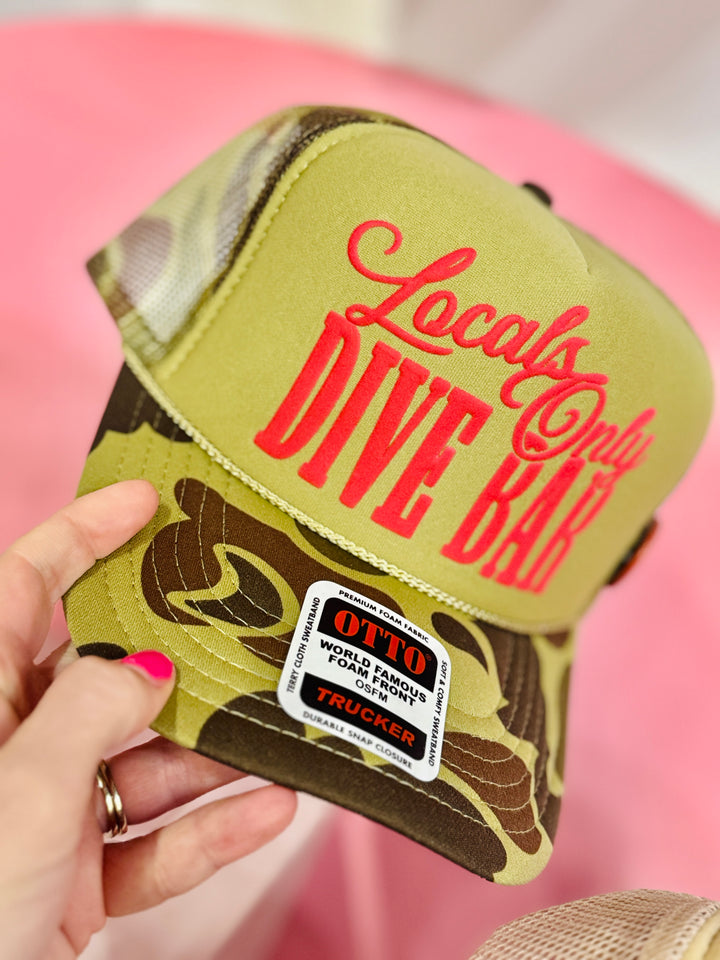 Locals
Only
DIVE BAR
PREMIUM FOAM FABRIC
TERRY CLOTH SWEATBAND
OTTO®
WORLD FAMOUS
FOAM FRONT
OSFM
TRUCKER
SOFT & COMFY SWEATBAND
DURABLE SNAP CLOSURE